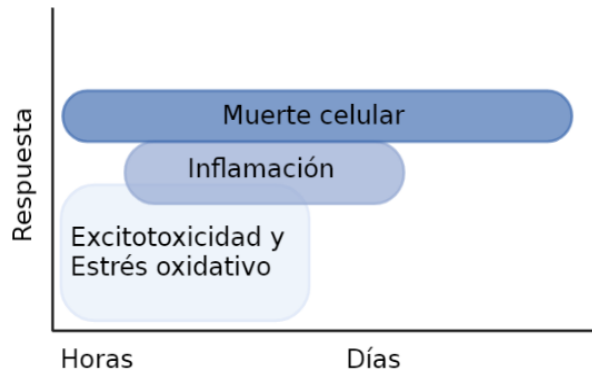 Respuesta
Muerte celular
Inflamación
Excitotoxicidad y
Estrés oxidativo
Horas
Días